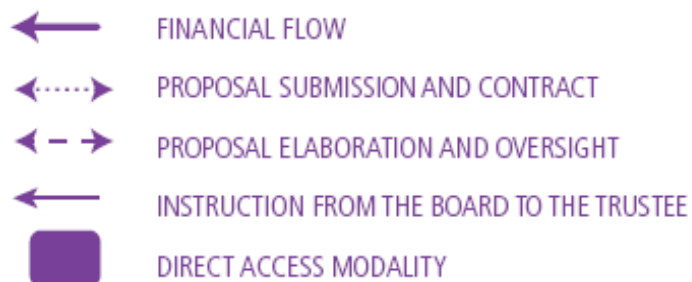 FINANCIAL FLOW
PROPOSAL SUBMISSION AND CONTRACT
PROPOSAL ELABORATION AND OVERSIGHT
INSTRUCTION FROM THE BOARD TO THE TRUSTEE
DIRECT ACCESS MODALITY